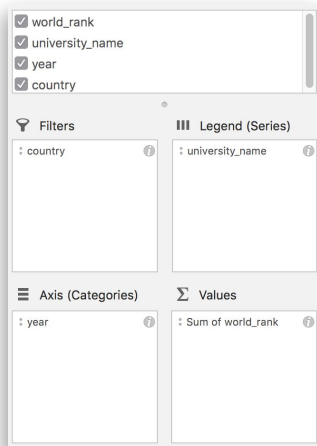 world_rank
university_name
year
country
Filters
Legend (Series)
country
university_name
Axis (Categories)
Values
year
Sum of world_rank